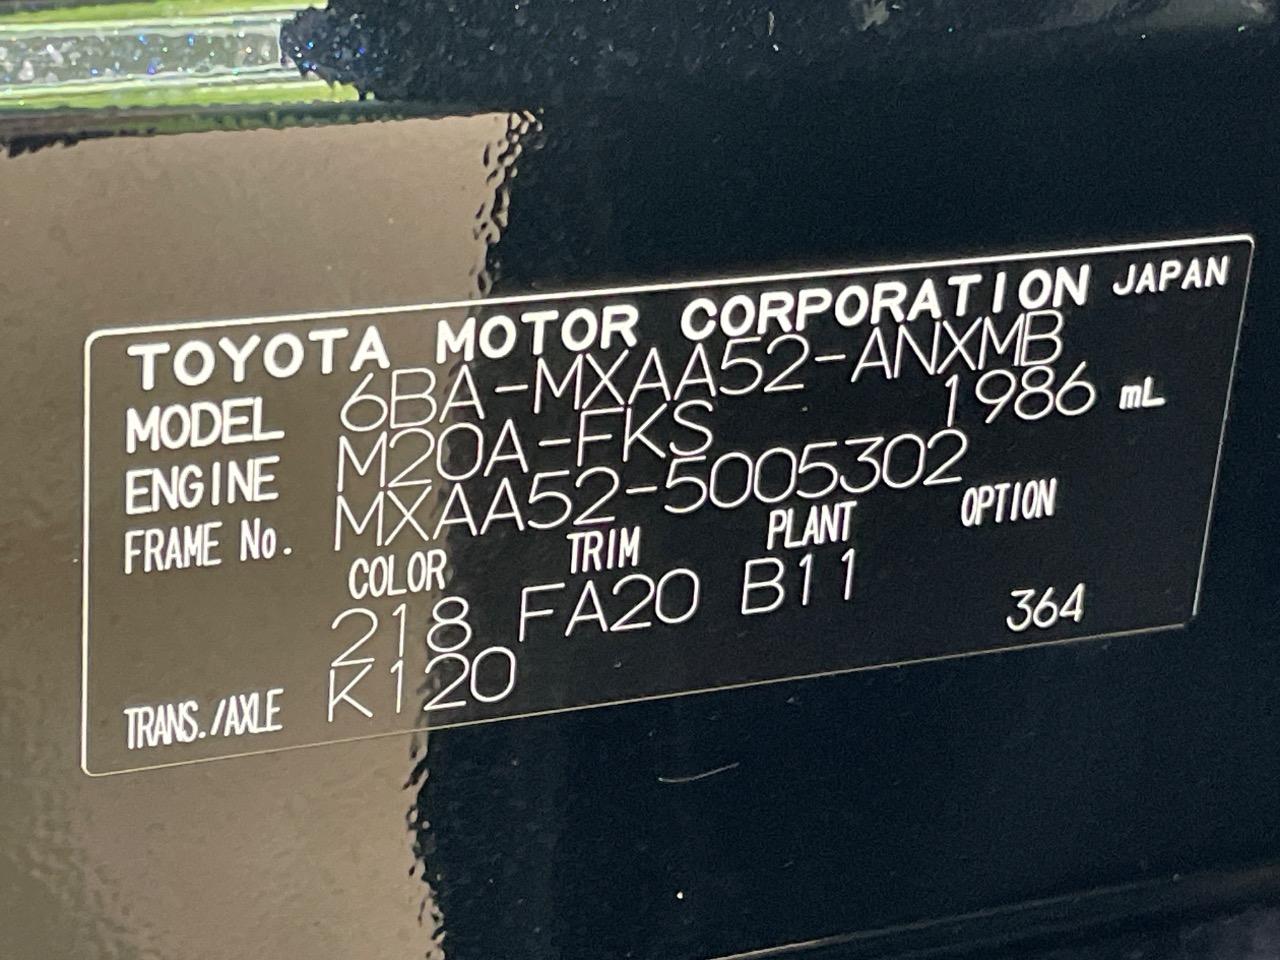 TOYOTA MOTOR CORPORATION JAPAN
MODEL 6BA-MXAA52-ANXMB
ENGINE M20A-FKS 1986 mL
FRAME No. MXAA52-5005302
COLOR TRIM PLANT OPTION
218 FA20 B11 364
TRANS./AXLE K120